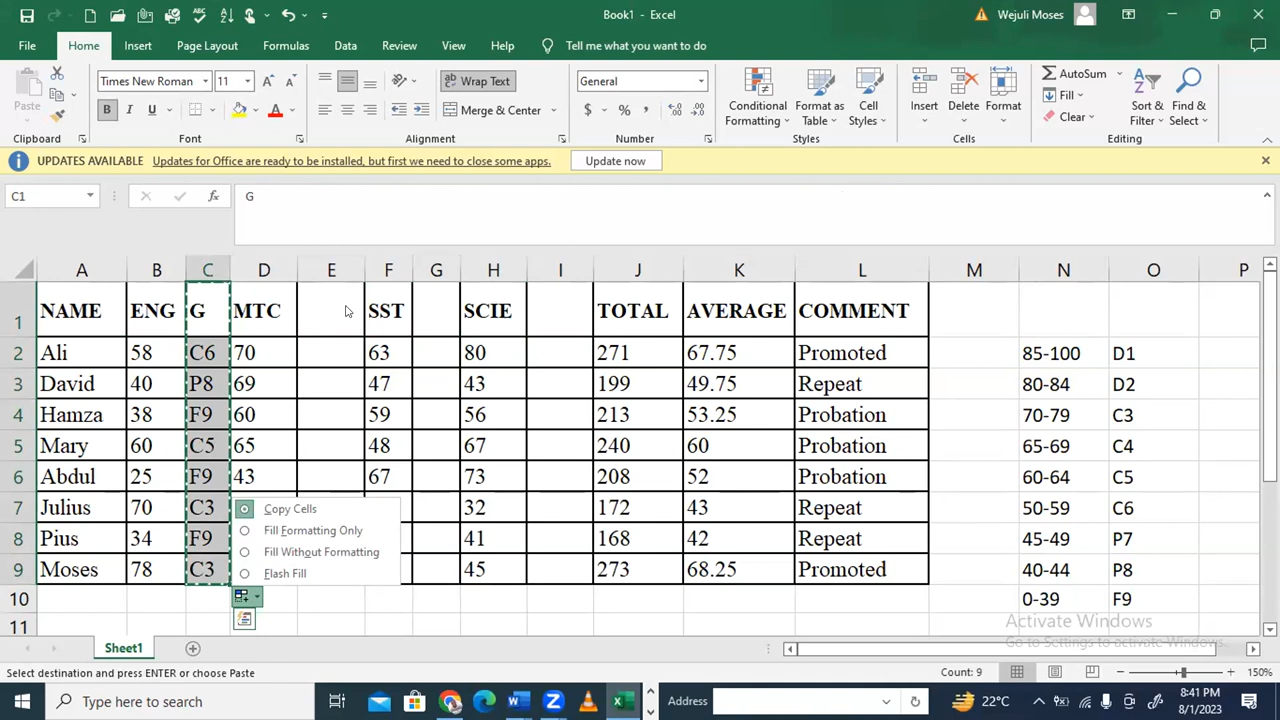 Book1 - Excel
Wejuli Moses
File Home Insert Page Layout Formulas Data Review View Help Tell me what you want to do
Paste
Times New Roman 11
B I U
Wrap Text
Merge & Center
General
$ % ,
Conditional Formatting
Format as Table
Cell Styles
Insert Delete Format
AutoSum
Fill
Clear
Sort & Filter
Find & Select
Clipboard Font Alignment Number Styles Cells Editing
UPDATES AVAILABLE Updates for Office are ready to be installed, but first we need to close some apps. Update now
C1 fx G
A B C D E F G H I J K L M N O P
1 NAME ENG G MTC SST SCIE TOTAL AVERAGE COMMENT
2 Ali 58 C6 70 63 80 271 67.75 Promoted 85-100 D1
3 David 40 P8 69 47 43 199 49.75 Repeat 80-84 D2
4 Hamza 38 F9 60 59 56 213 53.25 Probation 70-79 C3
5 Mary 60 C5 65 48 67 240 60 Probation 65-69 C4
6 Abdul 25 F9 43 67 73 208 52 Probation 60-64 C5
7 Julius 70 C3 32 172 43 Repeat 50-59 C6
8 Pius 34 F9 41 168 42 Repeat 45-49 P7
9 Moses 78 C3 45 273 68.25 Promoted 40-44 P8
10 0-39 F9
11
Copy Cells
Fill Formatting Only
Fill Without Formatting
Flash Fill
Activate Windows
Go to Settings to activate Windows.
Sheet1
Select destination and press ENTER or choose Paste
Count: 9
150%
Type here to search
Address
22°C
8:41 PM
8/1/2023